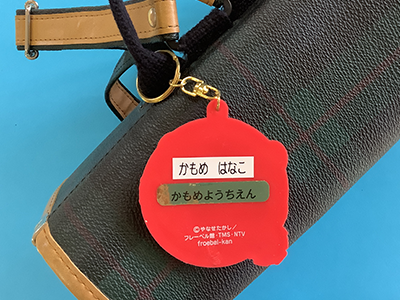 かもめ はなこ
かもめようちえん
©やなせたかし/
フレーベル館・TMS・NTV
froebel-kan